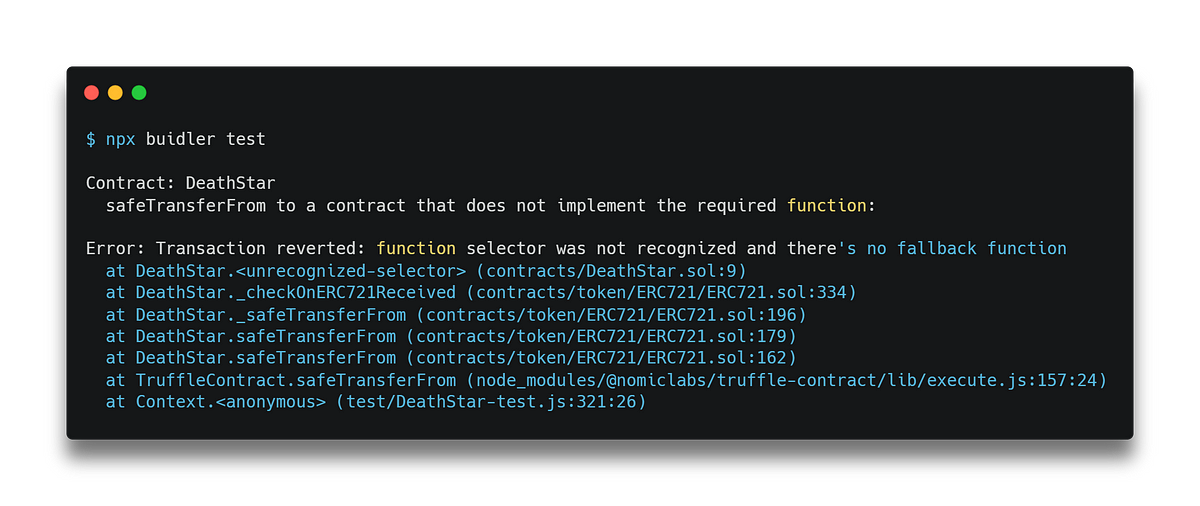 $ npx buidler test
Contract: DeathStar
safeTransferFrom to a contract that does not implement the required function:
Error: Transaction reverted: function selector was not recognized and there's no fallback function
at DeathStar.<unrecognized-selector> (contracts/DeathStar.sol:9)
at DeathStar._checkOnERC721Received (contracts/token/ERC721/ERC721.sol:334)
at DeathStar._safeTransferFrom (contracts/token/ERC721/ERC721.sol:196)
at DeathStar.safeTransferFrom (contracts/token/ERC721/ERC721.sol:179)
at DeathStar.safeTransferFrom (contracts/token/ERC721/ERC721.sol:162)
at TruffleContract.safeTransferFrom (node_modules/@nomiclabs/truffle-contract/lib/execute.js:157:24)
at Context.<anonymous> (test/DeathStar-test.js:321:26)